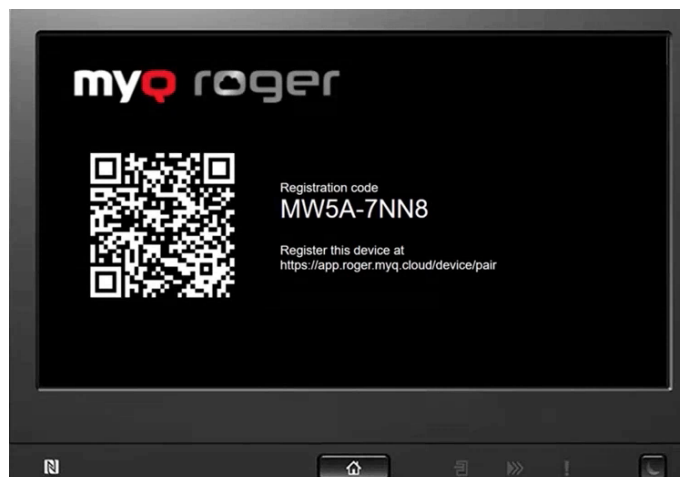 myQ roger
Registration code
MW5A-7NN8
Register this device at
https://app.roger.myq.cloud/device/pair